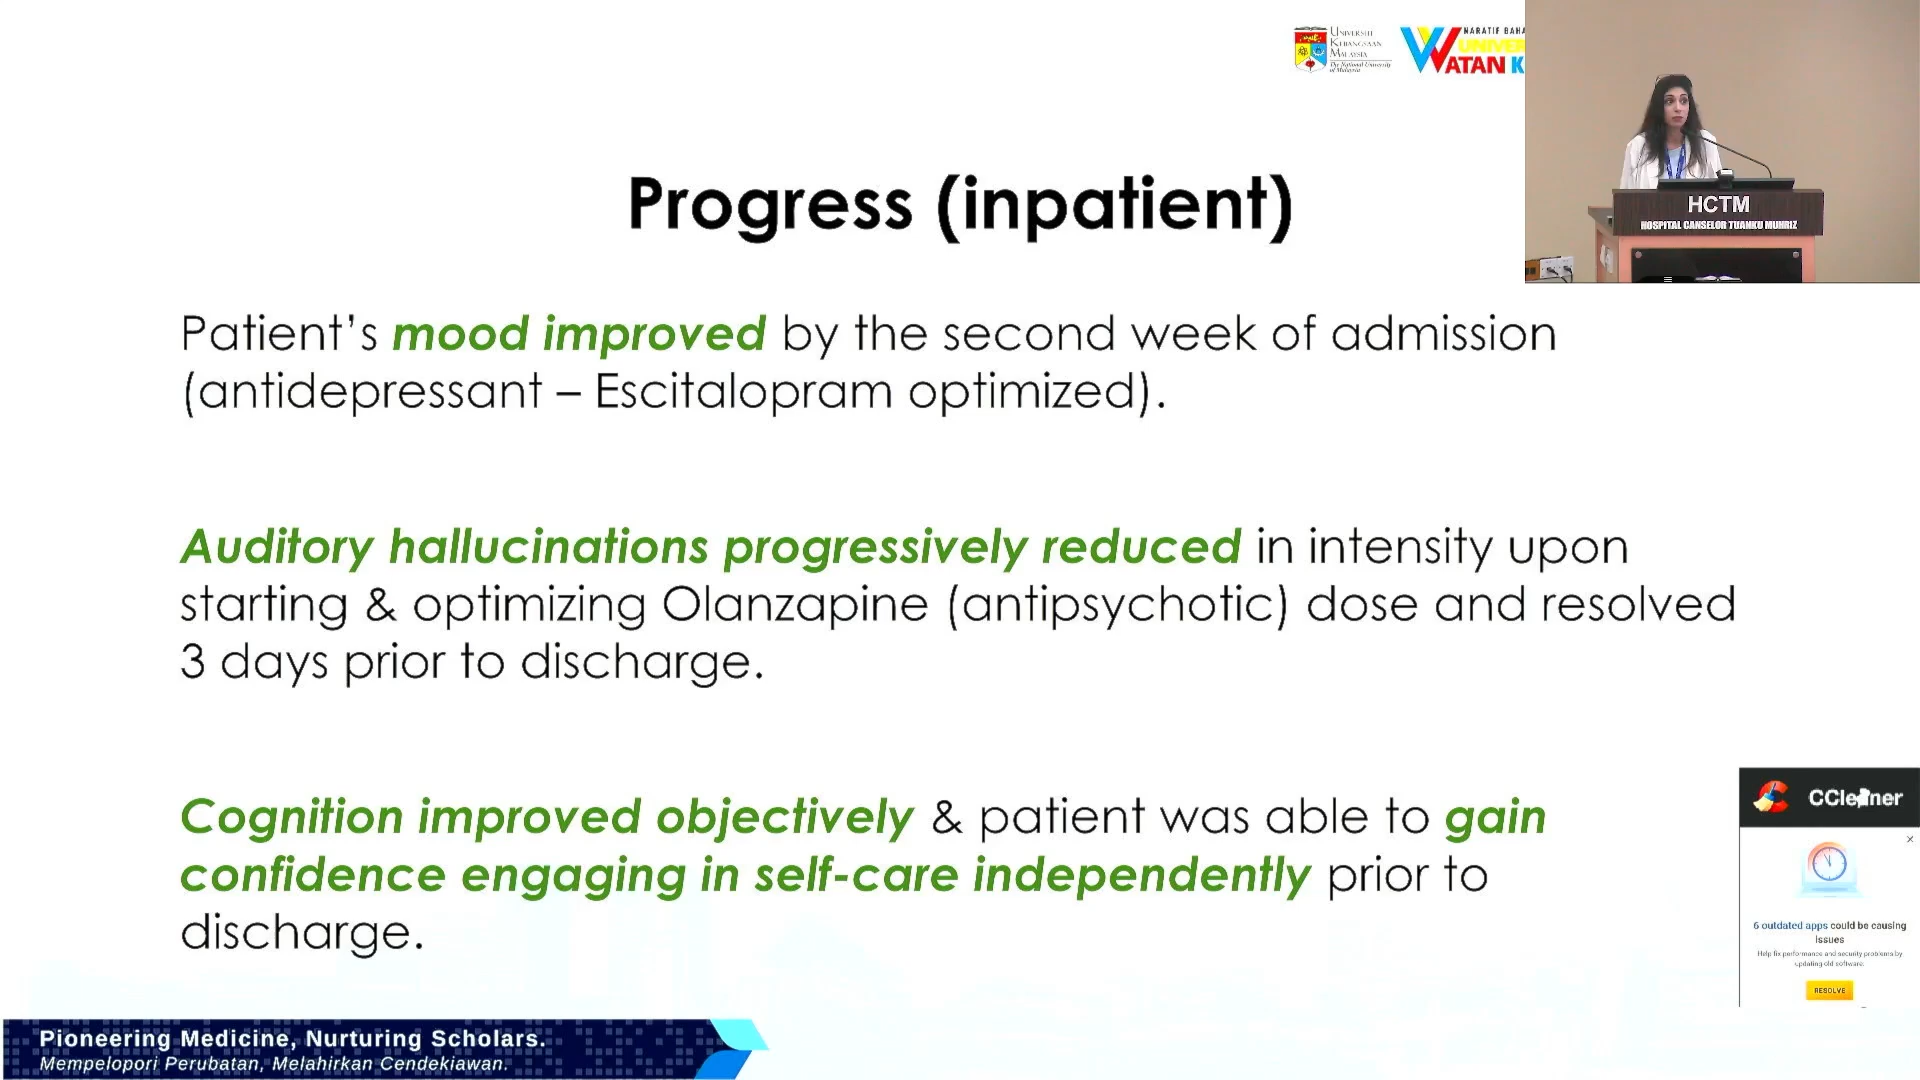 UNIVERSITI
KEBANGSAAN
MALAYSIA
The National University
of Malaysia
NARATIF BAHA
UNIVER
WATAN K
HCTM
HOSPITAL CANSELOR TUANKU MUHRIZ
Progress (inpatient)
Patient’s mood improved by the second week of admission
(antidepressant – Escitalopram optimized).
Auditory hallucinations progressively reduced in intensity upon
starting & optimizing Olanzapine (antipsychotic) dose and resolved
3 days prior to discharge.
Cognition improved objectively & patient was able to gain
confidence engaging in self-care independently prior to
discharge.
CCleaner
6 outdated apps could be causing
issues
Help fix performance and security problems by
updating old software.
RESOLVE
Pioneering Medicine, Nurturing Scholars.
Mempelopori Perubatan, Melahirkan Cendekiawan.